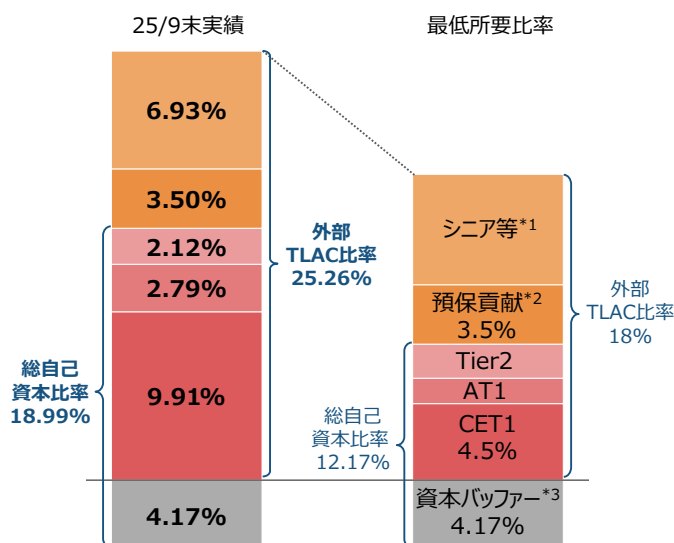 25/9末実績
6.93%
3.50%
2.12%
2.79%
9.91%
4.17%
総自己
資本比率
18.99%
外部
TLAC比率
25.26%
最低所要比率
シニア等*1
預保貢献*2
3.5%
Tier2
AT1
CET1
4.5%
資本バッファー*3
4.17%
総自己
資本比率
12.17%
外部
TLAC比率
18%